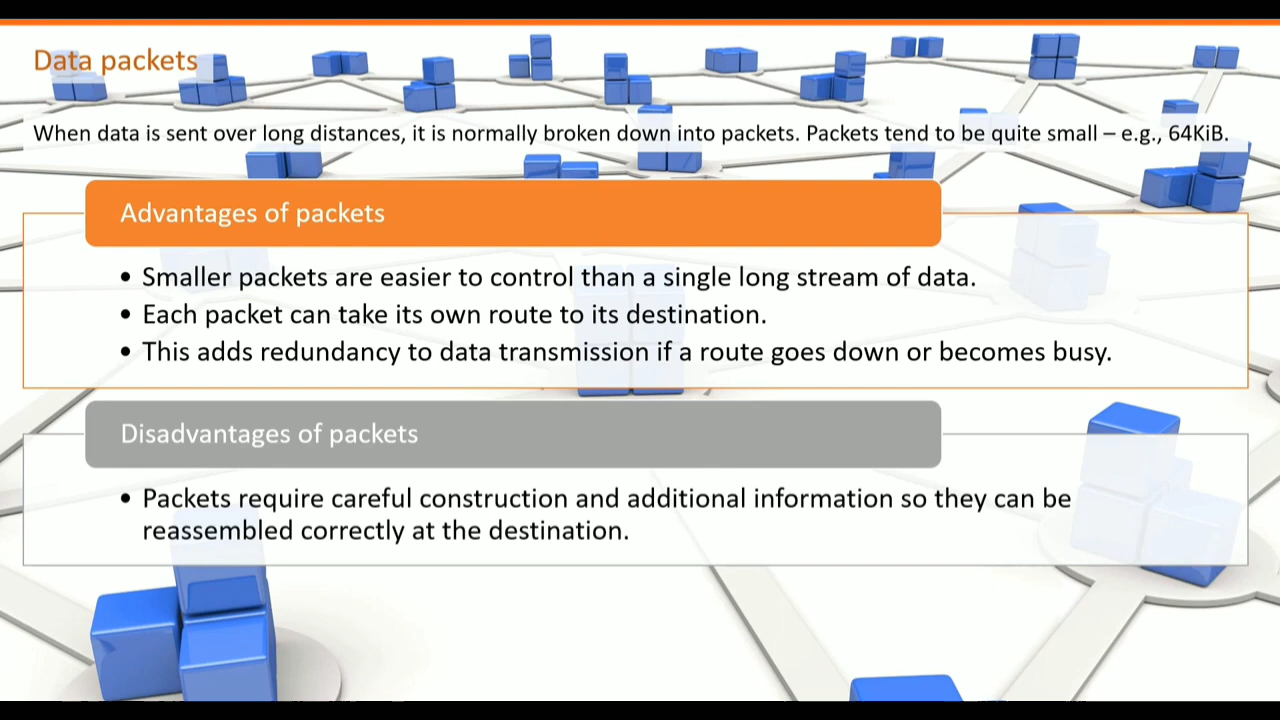 Data packets
When data is sent over long distances, it is normally broken down into packets. Packets tend to be quite small – e.g., 64KiB.
Advantages of packets
• Smaller packets are easier to control than a single long stream of data.
• Each packet can take its own route to its destination.
• This adds redundancy to data transmission if a route goes down or becomes busy.
Disadvantages of packets
• Packets require careful construction and additional information so they can be
reassembled correctly at the destination.